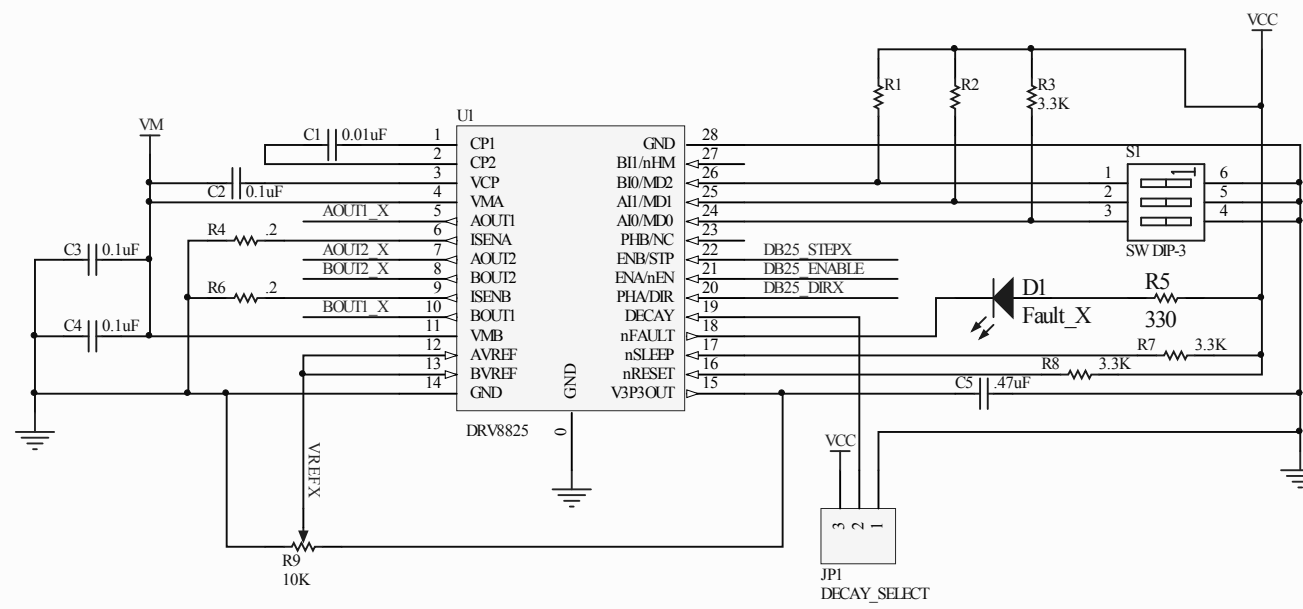 VCC
R1
R2
R3
3.3K
VM
U1
C1 0.01uF
1 CP1
2 CP2
3 VCP
4 VMA
5 AOUT1
6 ISENA
7 AOUT2
8 BOUT2
9 ISENB
10 BOUT1
11 VMB
12 AVREF
13 BVREF
14 GND
GND 28
BI1/nHM 27
BI0/MD2 26
AI1/MD1 25
AI0/MD0 24
PHB/NC 23
ENB/STP 22
ENA/nEN 21
PHA/DIR 20
DECAY 19
nFAULT 18
nSLEEP 17
nRESET 16
V3P3OUT 15
GND
0
DRV8825
C2 0.1uF
AOUT1_X
R4 .2
AOUT2_X
BOUT2_X
R6 .2
BOUT1_X
C3 0.1uF
C4 0.1uF
S1
1
1 6
2 5
3 4
SW DIP-3
DB25_STEPX
DB25_ENABLE
DB25_DIRX
D1
Fault_X
R5
330
R7 3.3K
R8 3.3K
C5 .47uF
VREFX
R9
10K
VCC
3 2 1
JP1
DECAY_SELECT